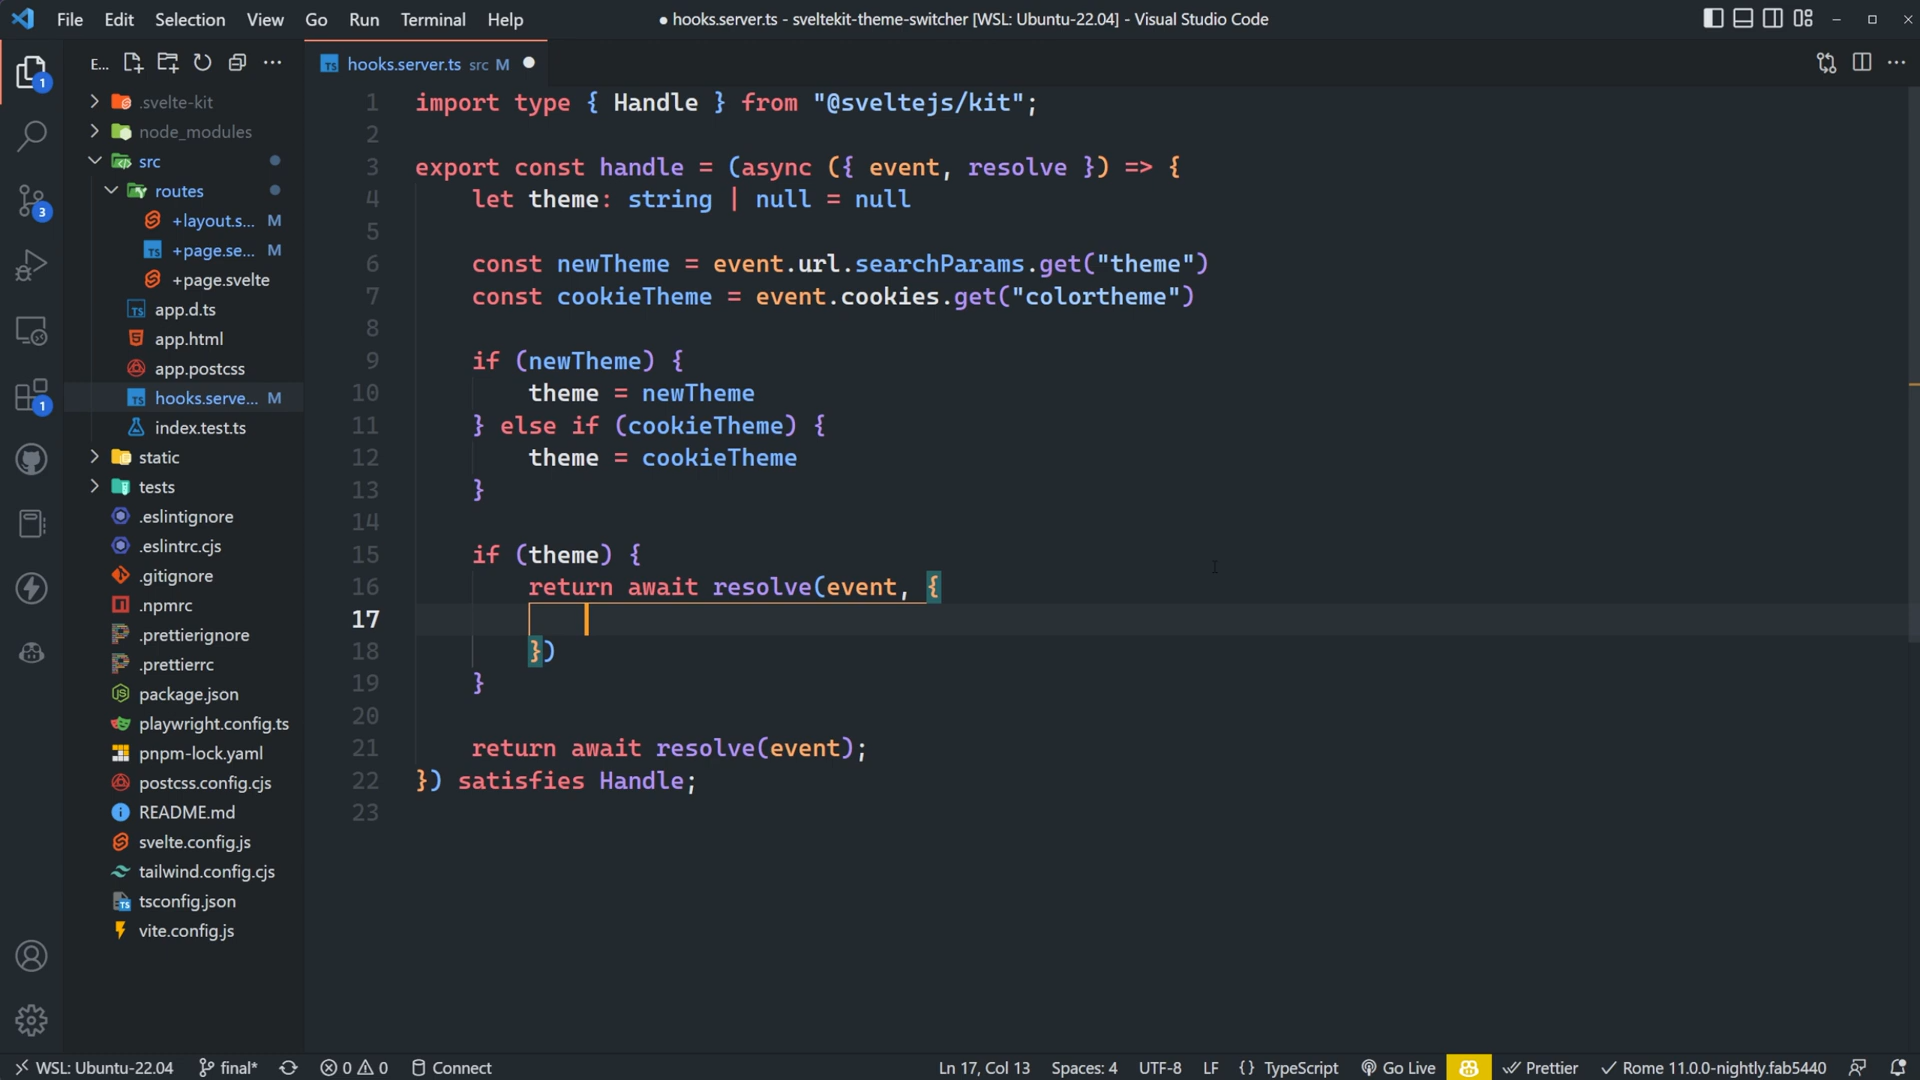 File Edit Selection View Go Run Terminal Help
● hooks.server.ts - sveltekit-theme-switcher [WSL: Ubuntu-22.04] - Visual Studio Code
E...
hooks.server.ts src M
.svelte-kit
node_modules
src
routes
+layout.s... M
+page.se... M
+page.svelte
app.d.ts
app.html
app.postcss
hooks.serve... M
index.test.ts
static
tests
.eslintignore
.eslintrc.cjs
.gitignore
.npmrc
.prettierignore
.prettierrc
package.json
playwright.config.ts
pnpm-lock.yaml
postcss.config.cjs
README.md
svelte.config.js
tailwind.config.cjs
tsconfig.json
vite.config.js
1
3
1
1 import type { Handle } from "@sveltejs/kit";
2
3 export const handle = (async ({ event, resolve }) => {
4 let theme: string | null = null
5
6 const newTheme = event.url.searchParams.get("theme")
7 const cookieTheme = event.cookies.get("colortheme")
8
9 if (newTheme) {
10 theme = newTheme
11 } else if (cookieTheme) {
12 theme = cookieTheme
13 }
14
15 if (theme) {
16 return await resolve(event, {
17
18 })
19 }
20
21 return await resolve(event);
22 }) satisfies Handle;
23
WSL: Ubuntu-22.04 final* 0 0 Connect Ln 17, Col 13 Spaces: 4 UTF-8 LF {} TypeScript Go Live Prettier Rome 11.0.0-nightly.fab5440